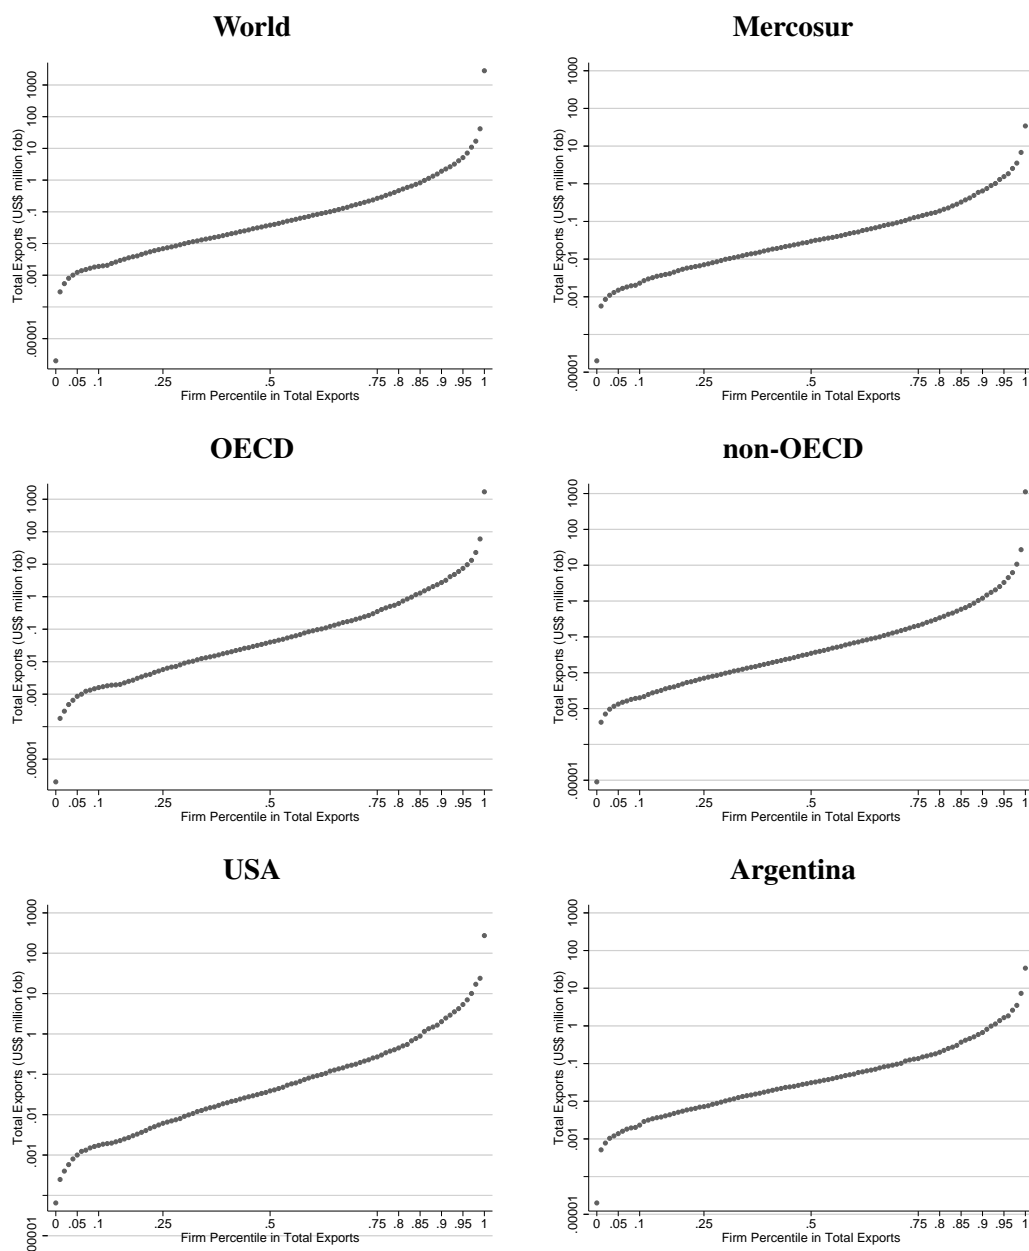 World
Total Exports (US$ million fob)
1000
100
10
1
.1
.01
.001
.00001
0 .05 .1 .25 .5 .75 .8 .85 .9 .95 1
Firm Percentile in Total Exports
Mercosur
Total Exports (US$ million fob)
1000
100
10
1
.1
.01
.001
.00001
0 .05 .1 .25 .5 .75 .8 .85 .9 .95 1
Firm Percentile in Total Exports
OECD
Total Exports (US$ million fob)
1000
100
10
1
.1
.01
.001
.00001
0 .05 .1 .25 .5 .75 .8 .85 .9 .95 1
Firm Percentile in Total Exports
non-OECD
Total Exports (US$ million fob)
1000
100
10
1
.1
.01
.001
.00001
0 .05 .1 .25 .5 .75 .8 .85 .9 .95 1
Firm Percentile in Total Exports
USA
Total Exports (US$ million fob)
1000
100
10
1
.1
.01
.001
00001
0 .05 .1 .25 .5 .75 .8 .85 .9 .95 1
Firm Percentile in Total Exports
Argentina
Total Exports (US$ million fob)
1000
100
10
1
.1
.01
.001
.00001
0 .05 .1 .25 .5 .75 .8 .85 .9 .95 1
Firm Percentile in Total Exports